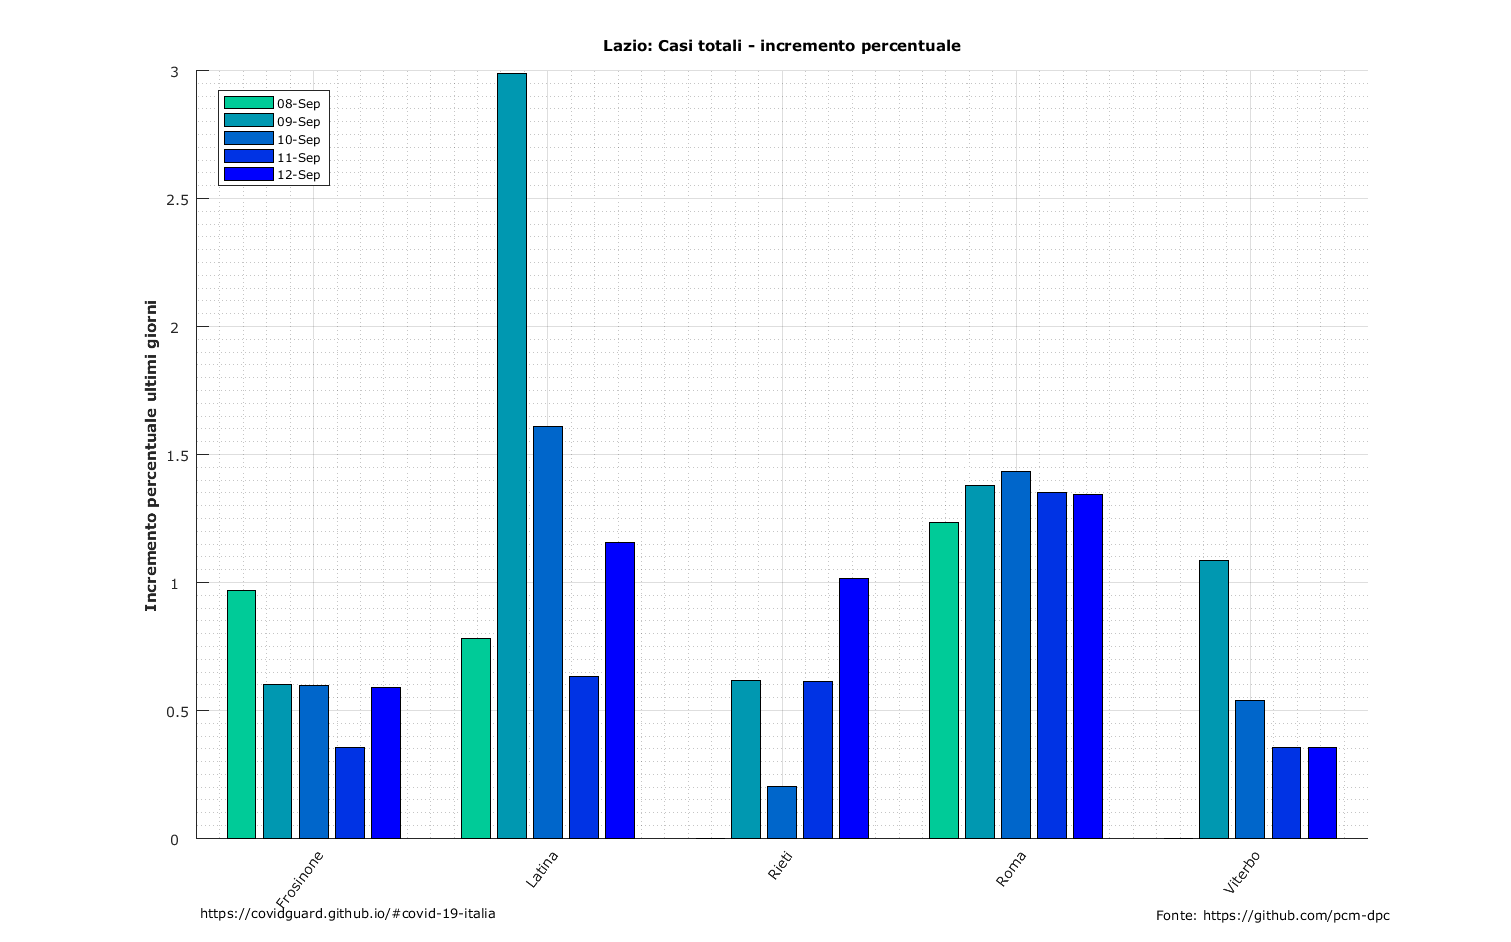 Lazio: Casi totali - incremento percentuale
Incremento percentuale ultimi giorni
3
2.5
2
1.5
1
0.5
0
08-Sep
09-Sep
10-Sep
11-Sep
12-Sep
Frosinone
Latina
Rieti
Roma
Viterbo
https://covidguard.github.io/#covid-19-italia
Fonte: https://github.com/pcm-dpc